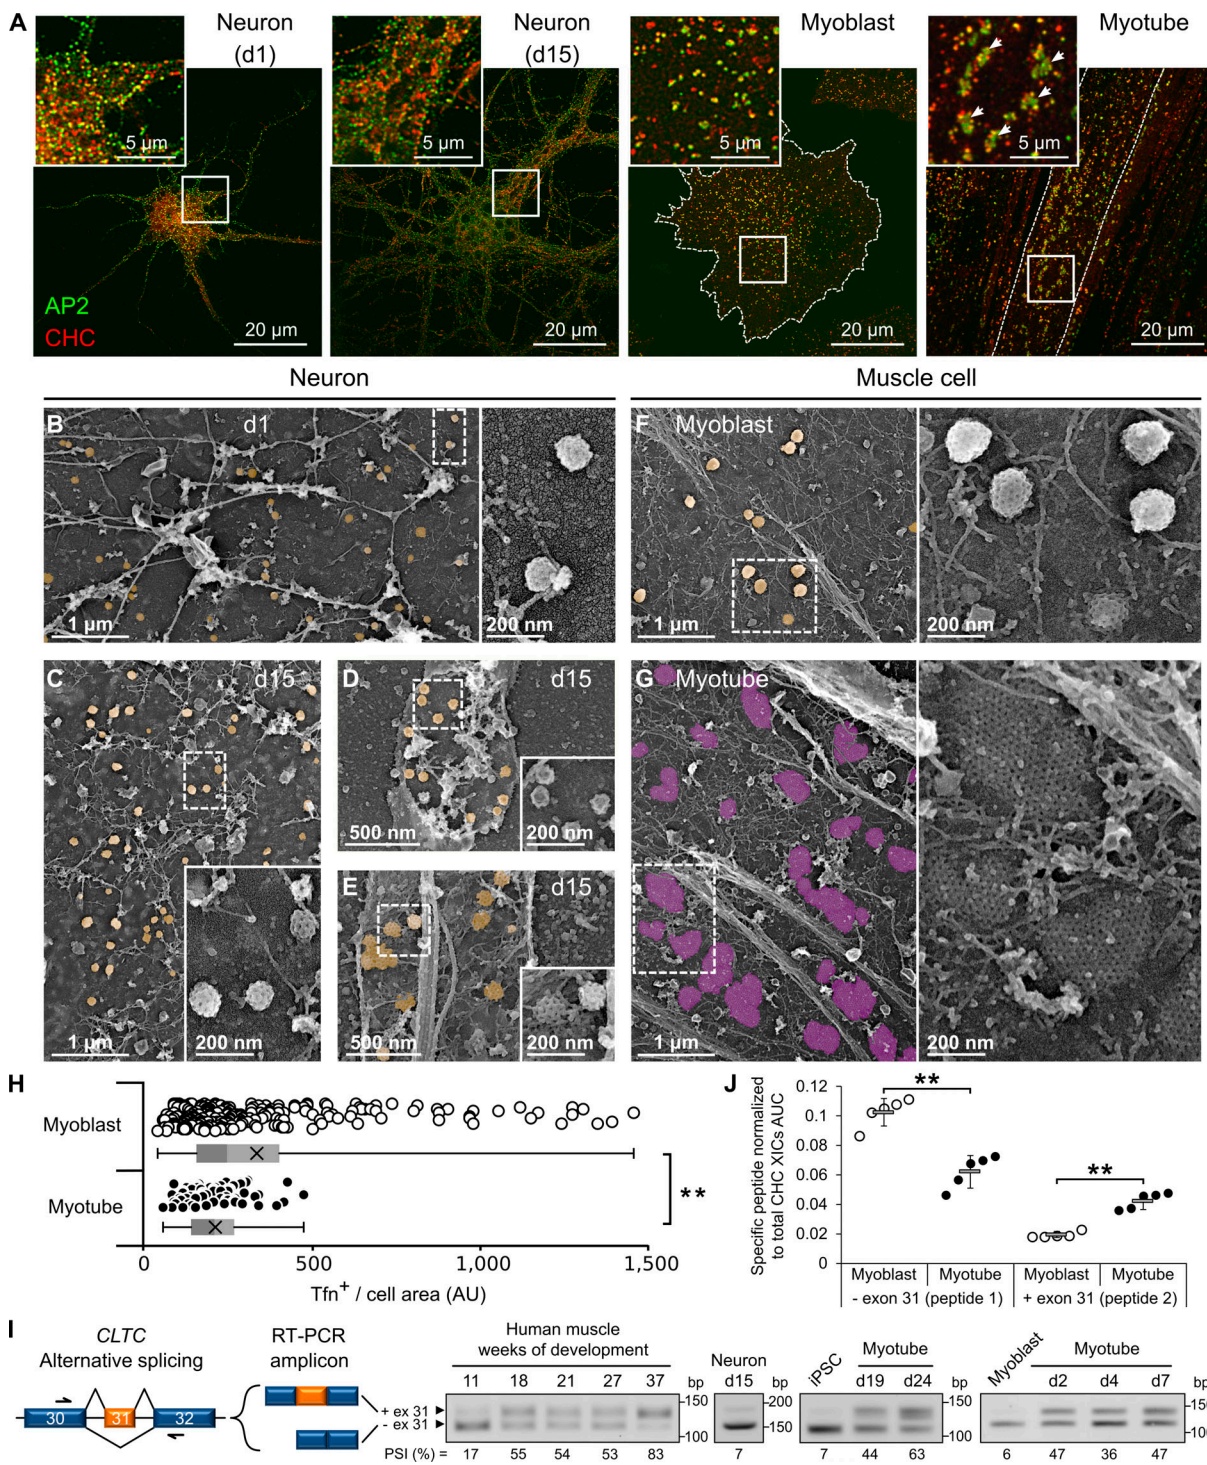 A
Neuron
(d1)
Neuron
(d15)
Myoblast
Myotube
5 µm
5 µm
5 µm
5 µm
AP2
CHC
20 µm
20 µm
20 µm
20 µm
Neuron
Muscle cell
B
d1
1 µm
200 nm
F
Myoblast
1 µm
200 nm
C
d15
1 µm
200 nm
D
d15
500 nm
200 nm
E
d15
500 nm
200 nm
G
Myotube
1 µm
200 nm
H
Myoblast
Myotube
**
0
500
1,000
1,500
Tfn+ / cell area (AU)
J
Specific peptide normalized
to total CHC XICs AUC
0.12
0.1
0.08
0.06
0.04
0.02
0
**
**
Myoblast
Myotube
Myoblast
Myotube
- exon 31 (peptide 1)
+ exon 31 (peptide 2)
I
CLTC
Alternative splicing
30
31
32
RT-PCR
amplicon
+ ex 31
- ex 31
PSI (%) =
Human muscle
weeks of development
11 18 21 27 37
bp
150
100
17 55 54 53 83
Neuron
d15
bp
200
150
7
iPSC
Myotube
d19 d24
bp
150
100
7 44 63
Myoblast
Myotube
d2 d4 d7
bp
150
100
6 47 36 47